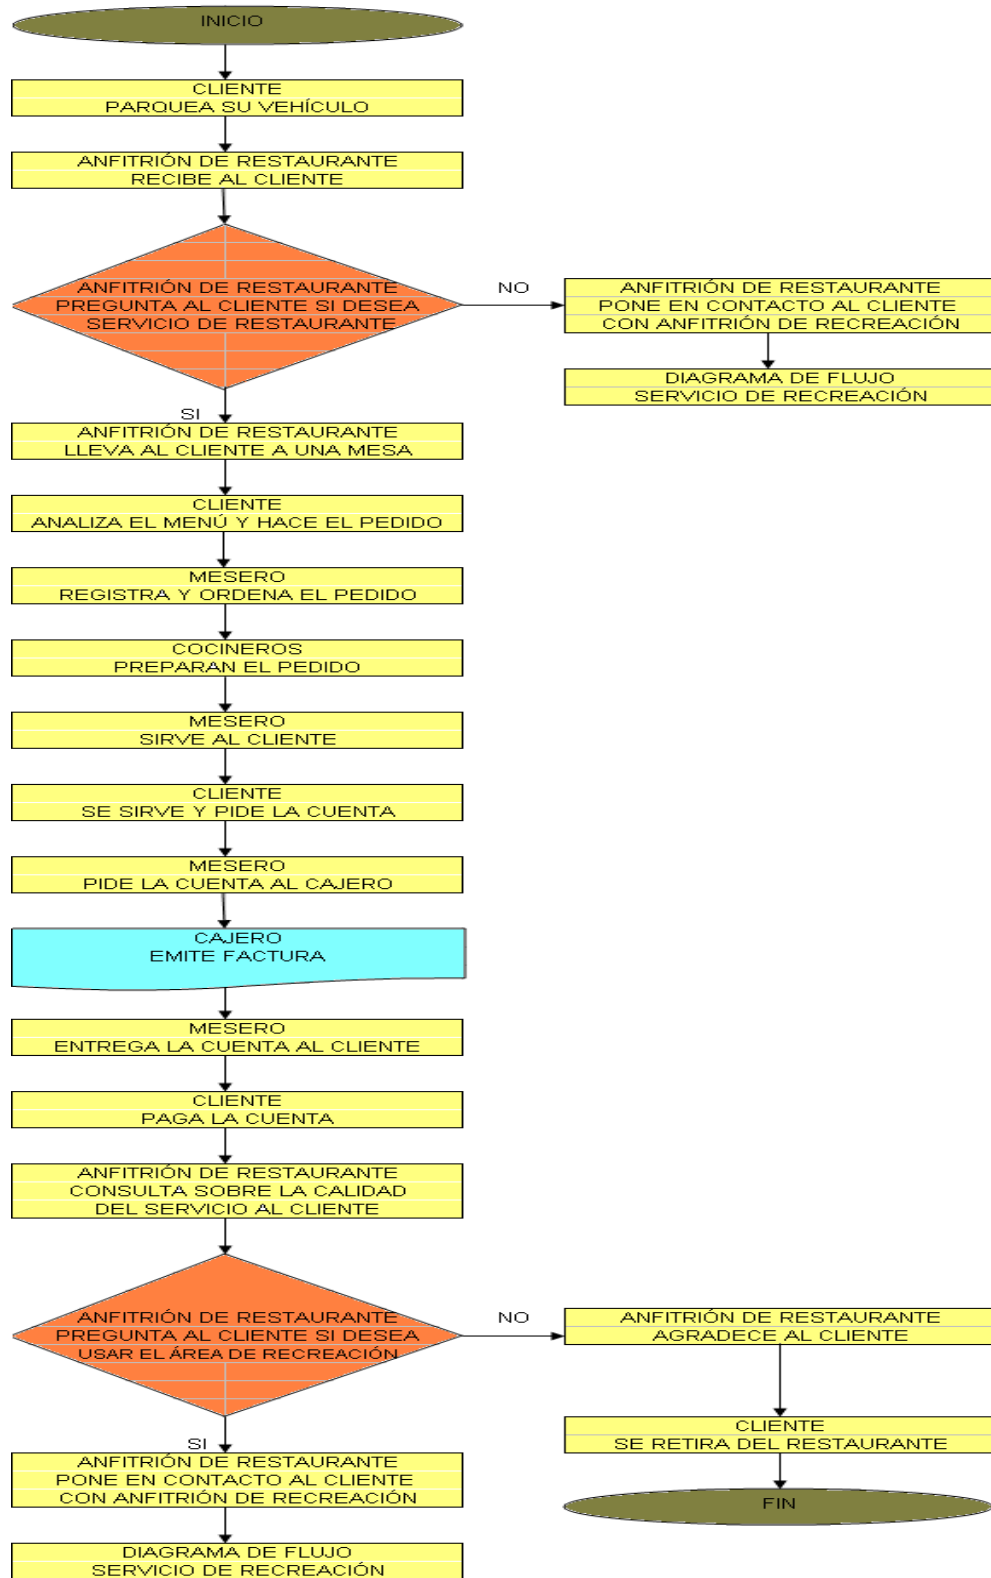 INICIO
CLIENTE
PARQUEA SU VEHÍCULO
ANFITRIÓN DE RESTAURANTE
RECIBE AL CLIENTE
ANFITRIÓN DE RESTAURANTE
PREGUNTA AL CLIENTE SI DESEA
SERVICIO DE RESTAURANTE
NO
ANFITRIÓN DE RESTAURANTE
PONE EN CONTACTO AL CLIENTE
CON ANFITRIÓN DE RECREACIÓN
DIAGRAMA DE FLUJO
SERVICIO DE RECREACIÓN
SI
ANFITRIÓN DE RESTAURANTE
LLEVA AL CLIENTE A UNA MESA
CLIENTE
ANALIZA EL MENÚ Y HACE EL PEDIDO
MESERO
REGISTRA Y ORDENA EL PEDIDO
COCINEROS
PREPARAN EL PEDIDO
MESERO
SIRVE AL CLIENTE
CLIENTE
SE SIRVE Y PIDE LA CUENTA
MESERO
PIDE LA CUENTA AL CAJERO
CAJERO
EMITE FACTURA
MESERO
ENTREGA LA CUENTA AL CLIENTE
CLIENTE
PAGA LA CUENTA
ANFITRIÓN DE RESTAURANTE
CONSULTA SOBRE LA CALIDAD
DEL SERVICIO AL CLIENTE
ANFITRIÓN DE RESTAURANTE
PREGUNTA AL CLIENTE SI DESEA
USAR EL ÁREA DE RECREACIÓN
NO
ANFITRIÓN DE RESTAURANTE
AGRADECE AL CLIENTE
CLIENTE
SE RETIRA DEL RESTAURANTE
FIN
SI
ANFITRIÓN DE RESTAURANTE
PONE EN CONTACTO AL CLIENTE
CON ANFITRIÓN DE RECREACIÓN
DIAGRAMA DE FLUJO
SERVICIO DE RECREACIÓN